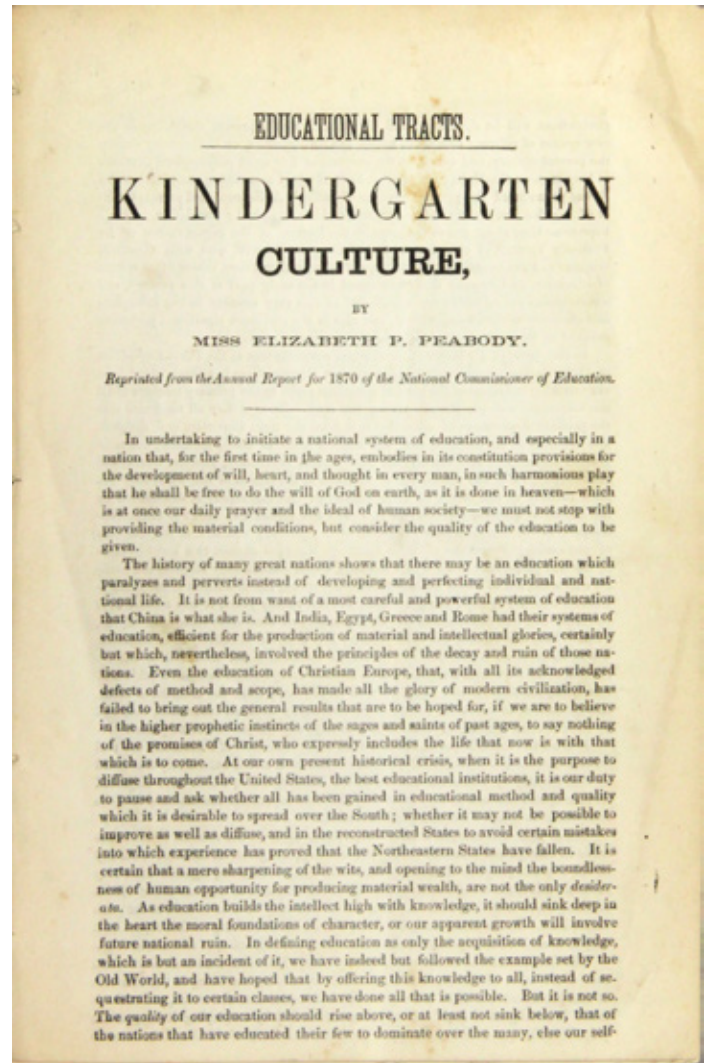 EDUCATIONAL TRACTS.
KINDERGARTEN
CULTURE,
BY
MISS ELIZABETH P. PEABODY.
Reprinted from the Annual Report for 1870 of the National Commissioner of Education.
In undertaking to initiate a national system of education, and especially in a
nation that, for the first time in the ages, embodies in its constitution provisions for
the development of will, heart, and thought in every man, in such harmonious play
that he shall be free to do the will of God on earth, as it is done in heaven—which
is at once our daily prayer and the ideal of human society—we must not stop with
providing the material conditions, but consider the quality of the education to be
given.
The history of many great nations shows that there may be an education which
paralyzes and perverts instead of developing and perfecting individual and nat-
tional life. It is not from want of a most careful and powerful system of education
that China is what she is. And India, Egypt, Greece and Rome had their systems of
education, efficient for the production of material and intellectual glories, certainly
but which, nevertheless, involved the principles of the decay and ruin of those na-
tions. Even the education of Christian Europe, that, with all its acknowledged
defects of method and scope, has made all the glory of modern civilization, has
failed to bring out the general results that are to be hoped for, if we are to believe
in the higher prophetic instincts of the sages and saints of past ages, to say nothing
of the promises of Christ, who expressly includes the life that now is with that
which is to come. At our own present historical crisis, when it is the purpose to
diffuse throughout the United States, the best educational institutions, it is our duty
to pause and ask whether all has been gained in educational method and quality
which it is desirable to spread over the South; whether it may not be possible to
improve as well as diffuse, and in the reconstructed States to avoid certain mistakes
into which experience has proved that the Northeastern States have fallen. It is
certain that a mere sharpening of the wits, and opening to the mind the boundless-
ness of human opportunity for producing material wealth, are not the only desider-
ata. As education builds the intellect high with knowledge, it should sink deep in
the heart the moral foundations of character, or our apparent growth will involve
future national ruin. In defining education as only the acquisition of knowledge,
which is but an incident of it, we have indeed but followed the example set by the
Old World, and have hoped that by offering this knowledge to all, instead of se-
questrating it to certain classes, we have done all that is possible. But it is not so.
The quality of our education should rise above, or at least not sink below, that of
the nations that have educated their few to dominate over the many, else our self-